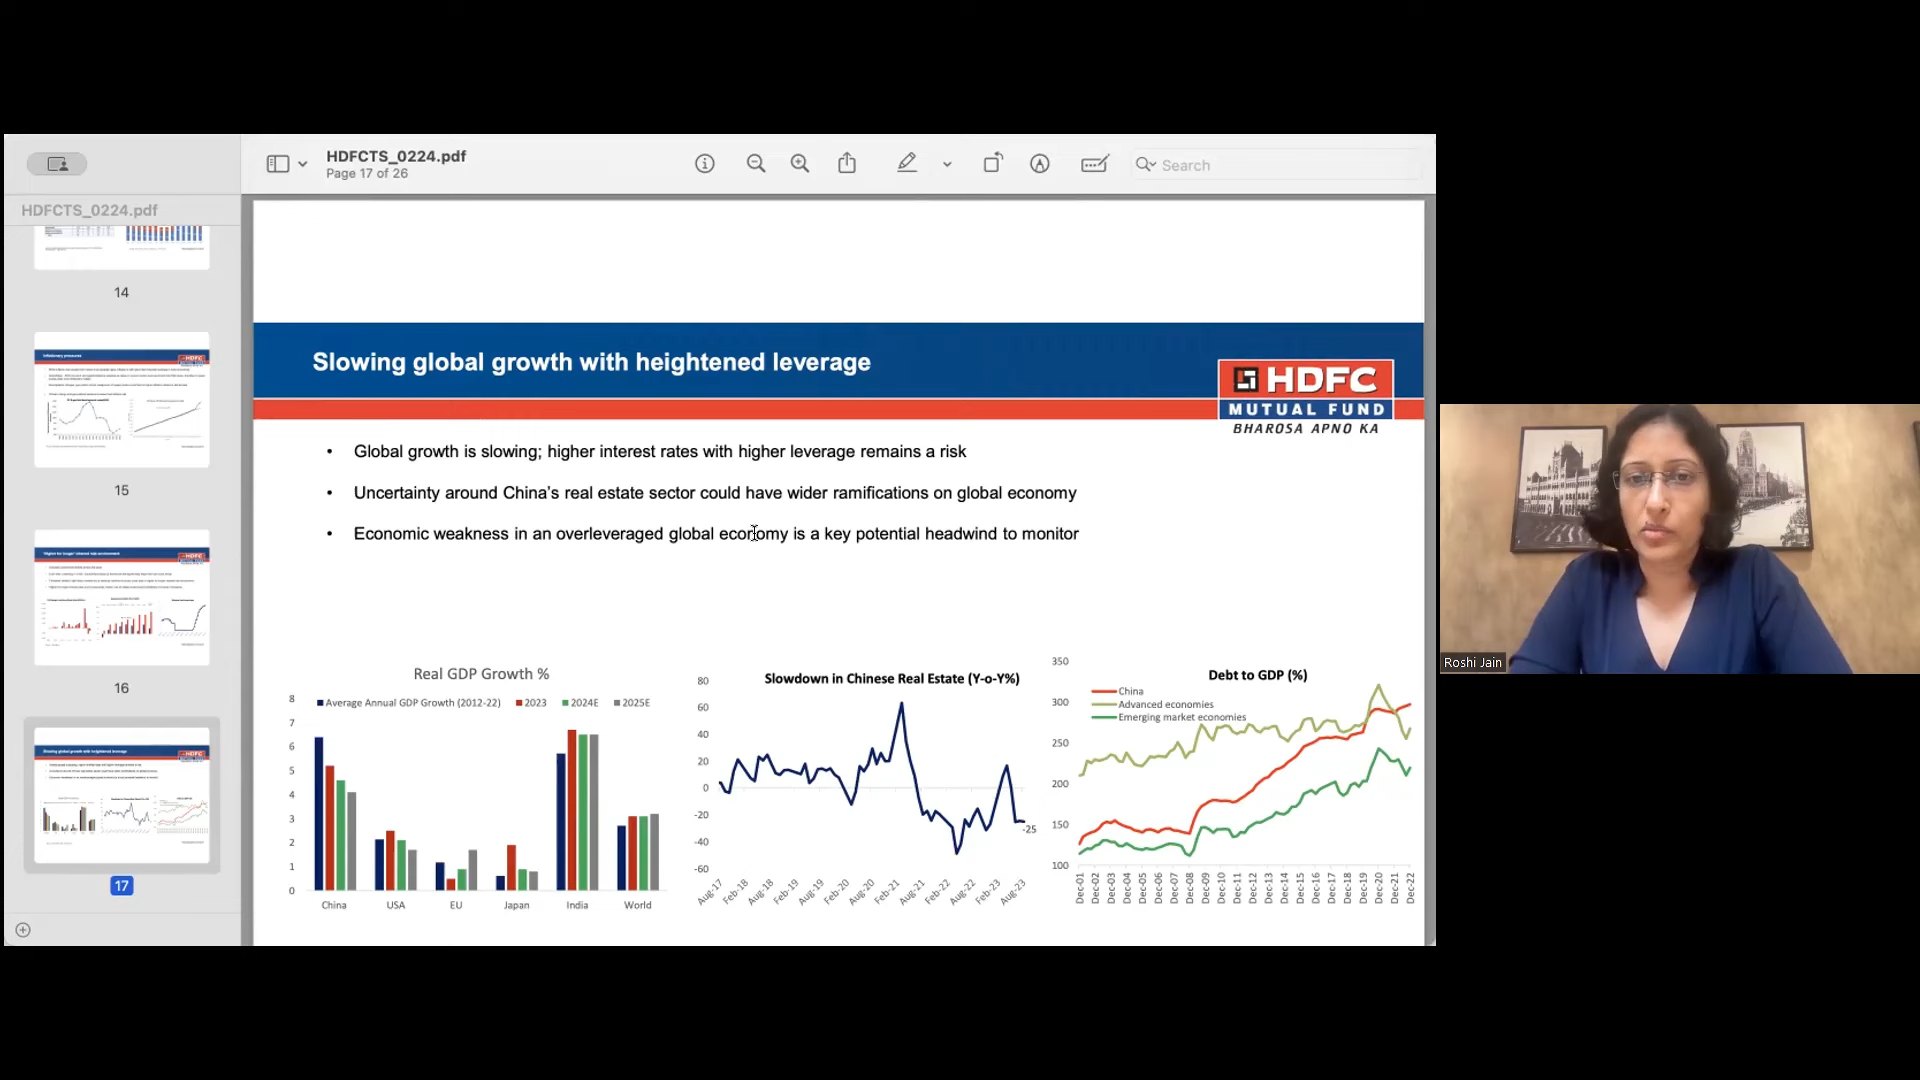 HDFCTS_0224.pdf
Page 17 of 26
Search
HDFCTS_0224.pdf
14
15
16
17
Slowing global growth with heightened leverage
HDFC
MUTUAL FUND
BHAROSA APNO KA
• Global growth is slowing; higher interest rates with higher leverage remains a risk
• Uncertainty around China's real estate sector could have wider ramifications on global economy
• Economic weakness in an overleveraged global economy is a key potential headwind to monitor
Real GDP Growth %
Average Annual GDP Growth (2012-22) 2023 2024E 2025E
8
7
6
5
4
3
2
1
0
China USA EU Japan India World
Slowdown in Chinese Real Estate (Y-o-Y%)
80
60
40
20
0
-20
-40
-60
-25
Aug-17 Feb-18 Aug-18 Feb-19 Aug-19 Feb-20 Aug-20 Feb-21 Aug-21 Feb-22 Aug-22 Feb-23 Aug-23
Debt to GDP (%)
China
Advanced economies
Emerging market economies
350
300
250
200
150
100
Dec-01 Dec-02 Dec-03 Dec-04 Dec-05 Dec-06 Dec-07 Dec-08 Dec-09 Dec-10 Dec-11 Dec-12 Dec-13 Dec-14 Dec-15 Dec-16 Dec-17 Dec-18 Dec-19 Dec-20 Dec-21 Dec-22
Roshi Jain